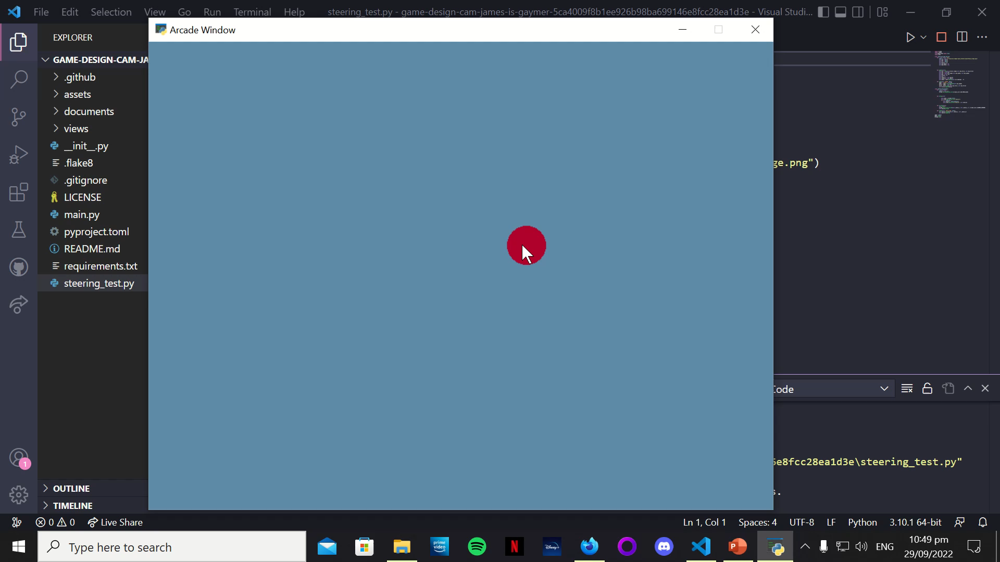 File Edit Selection View Go Run Terminal Help steering_test.py - game-design-cam-james-is-gaymer-5ca4009f8b1ee926b98ba699146e8fcc28ea1d3e - Visual Studi...
Arcade Window
EXPLORER
GAME-DESIGN-CAM-JA
.github
assets
documents
views
__init__.py
.flake8
.gitignore
LICENSE
main.py
pyproject.toml
README.md
requirements.txt
steering_test.py
ge.png")
Code
6e8fcc28ea1d3e\steering_test.py"
s.
1
OUTLINE
TIMELINE
0 0 Live Share Ln 1, Col 1 Spaces: 4 UTF-8 LF Python 3.10.1 64-bit
Type here to search
prime video
N
Disney+
P
ENG
10:49 pm
29/09/2022